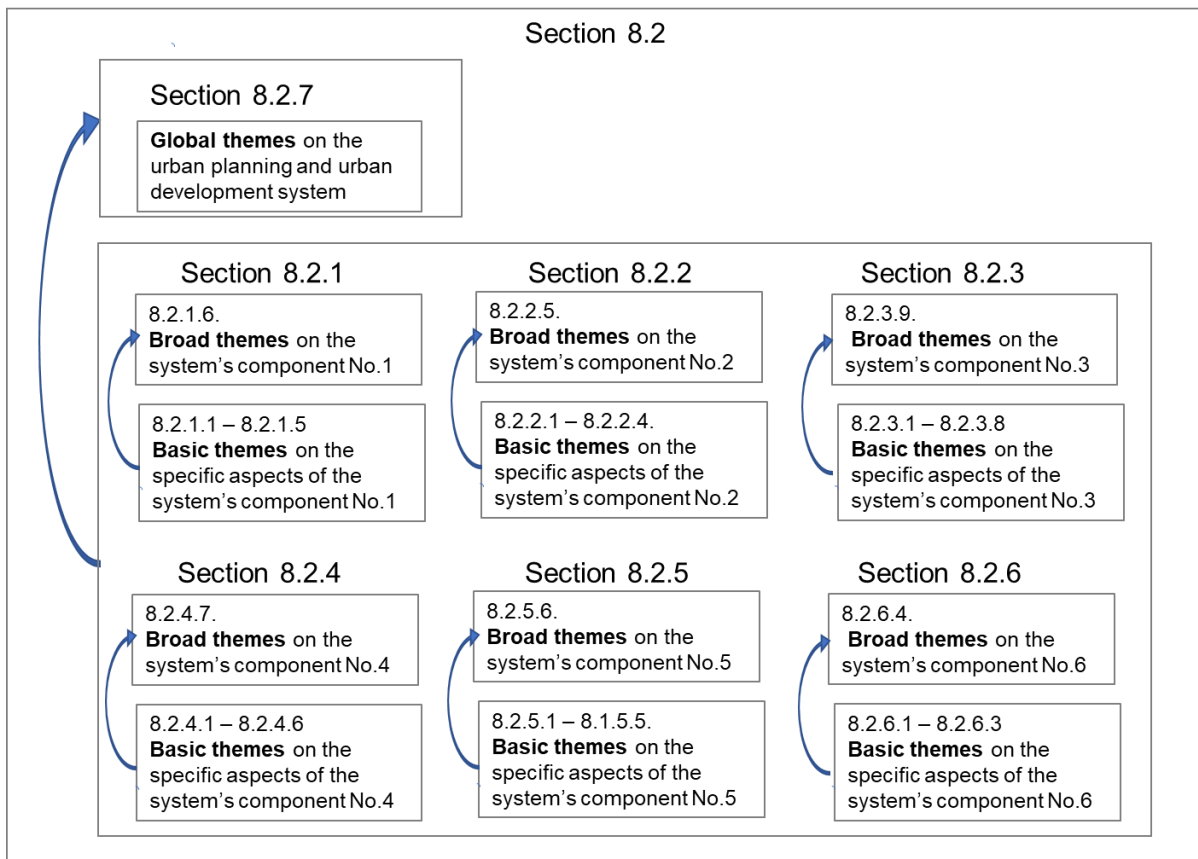 Section 8.2
Section 8.2.7
Global themes on the
urban planning and urban
development system
Section 8.2.1
8.2.1.6.
Broad themes on the
system’s component No.1
8.2.1.1 – 8.2.1.5
Basic themes on the
specific aspects of the
system’s component No.1
Section 8.2.2
8.2.2.5.
Broad themes on the
system’s component No.2
8.2.2.1 – 8.2.2.4.
Basic themes on the
specific aspects of the
system’s component No.2
Section 8.2.3
8.2.3.9.
Broad themes on the
system’s component No.3
8.2.3.1 – 8.2.3.8
Basic themes on the
specific aspects of the
system’s component No.3
Section 8.2.4
8.2.4.7.
Broad themes on the
system’s component No.4
8.2.4.1 – 8.2.4.6
Basic themes on the
specific aspects of the
system’s component No.4
Section 8.2.5
8.2.5.6.
Broad themes on the
system’s component No.5
8.2.5.1 – 8.1.5.5.
Basic themes on the
specific aspects of the
system’s component No.5
Section 8.2.6
8.2.6.4.
Broad themes on the
system’s component No.6
8.2.6.1 – 8.2.6.3
Basic themes on the
specific aspects of the
system’s component No.6